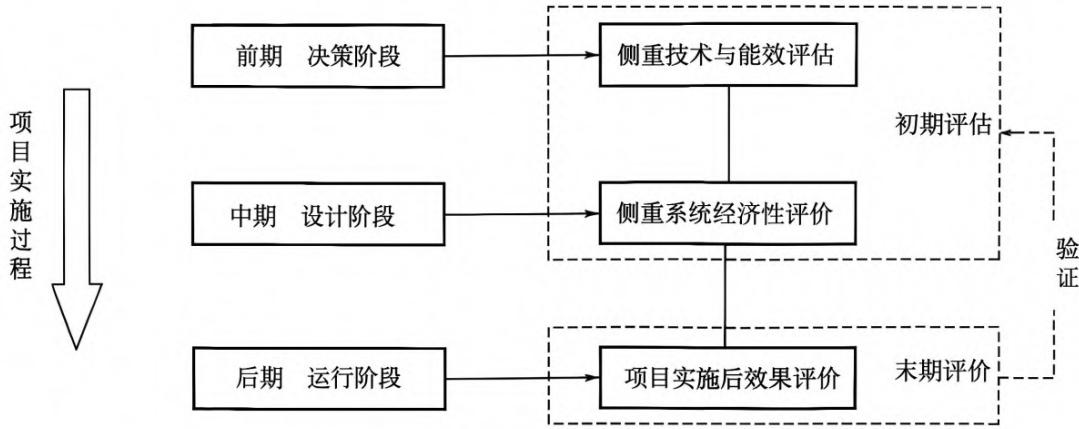 前期 决策阶段
侧重技术与能效评估
初期评估
项目实施过程
中期 设计阶段
侧重系统经济性评价
验证
后期 运行阶段
项目实施后效果评价
末期评价